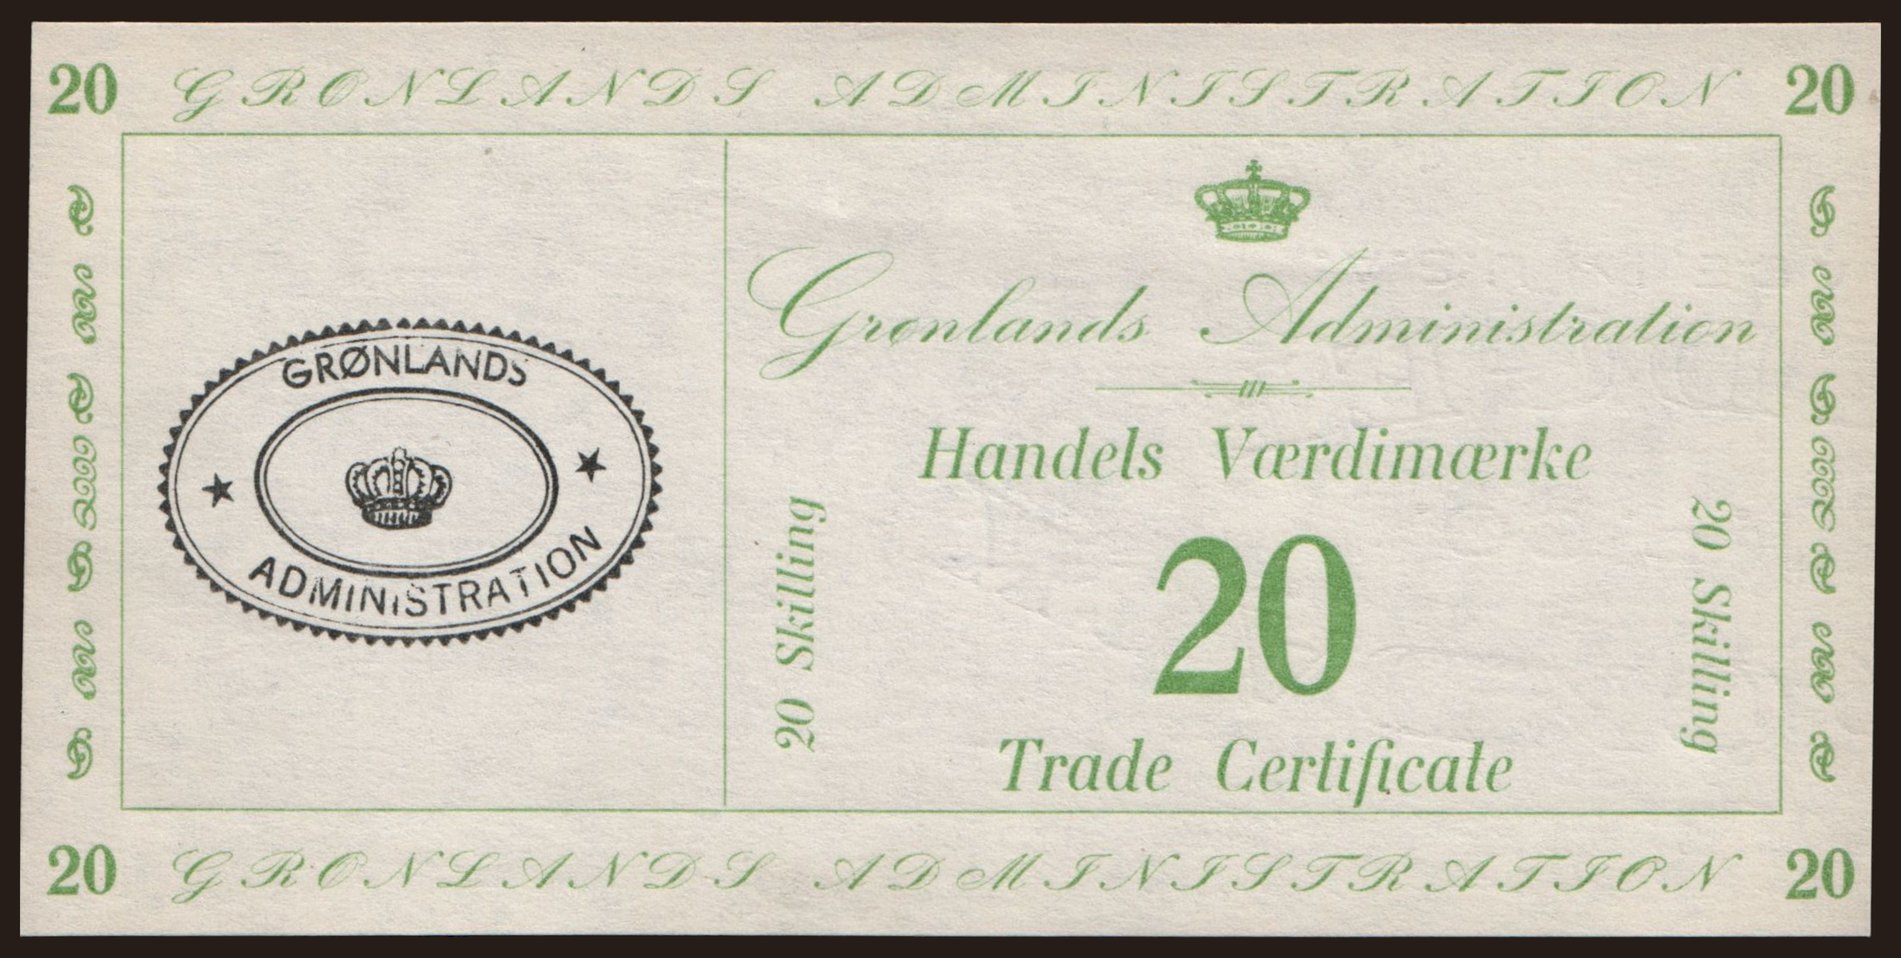 20 GRØNLANDS ADMINISTRATION 20
GRØNLANDS
ADMINISTRATION
Grønlands Administration
Handels Værdimærke
20 Skilling
20
20 Skilling
Trade Certificate
20 GRØNLANDS ADMINISTRATION 20